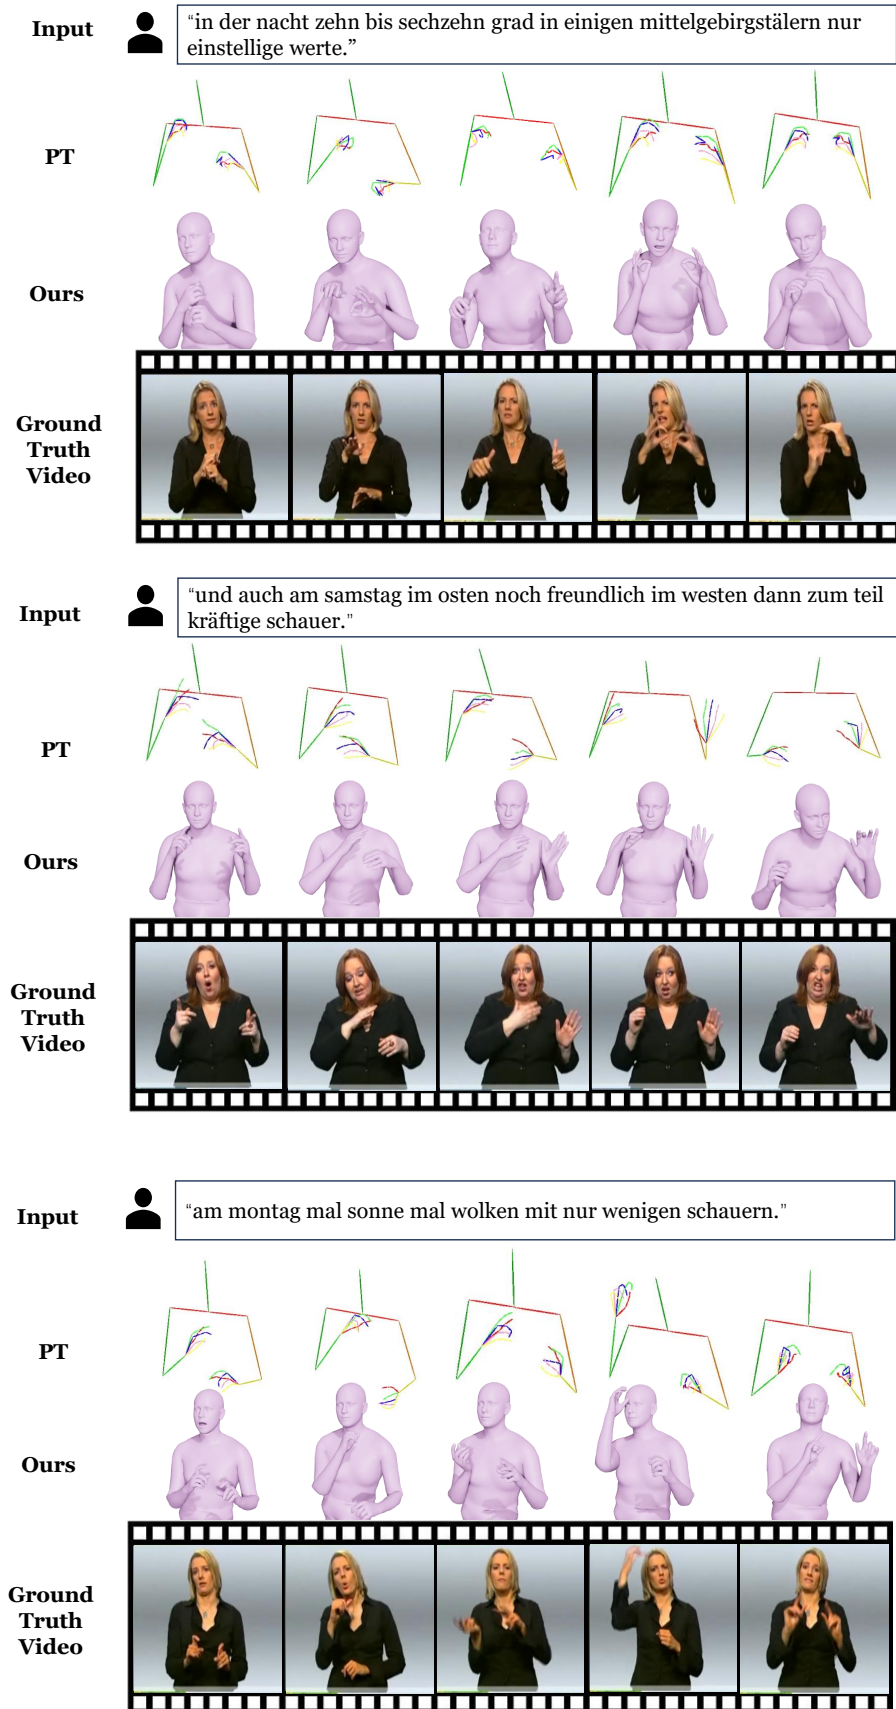 Input
“in der nacht zehn bis sechzehn grad in einigen mittelgebirgstälern nur
einstellige werte.”
PT
Ours
Ground
Truth
Video
Input
“und auch am samstag im osten noch freundlich im westen dann zum teil
kräftige schauer."
PT
Ours
Ground
Truth
Video
Input
“am montag mal sonne mal wolken mit nur wenigen schauern."
PT
Ours
Ground
Truth
Video